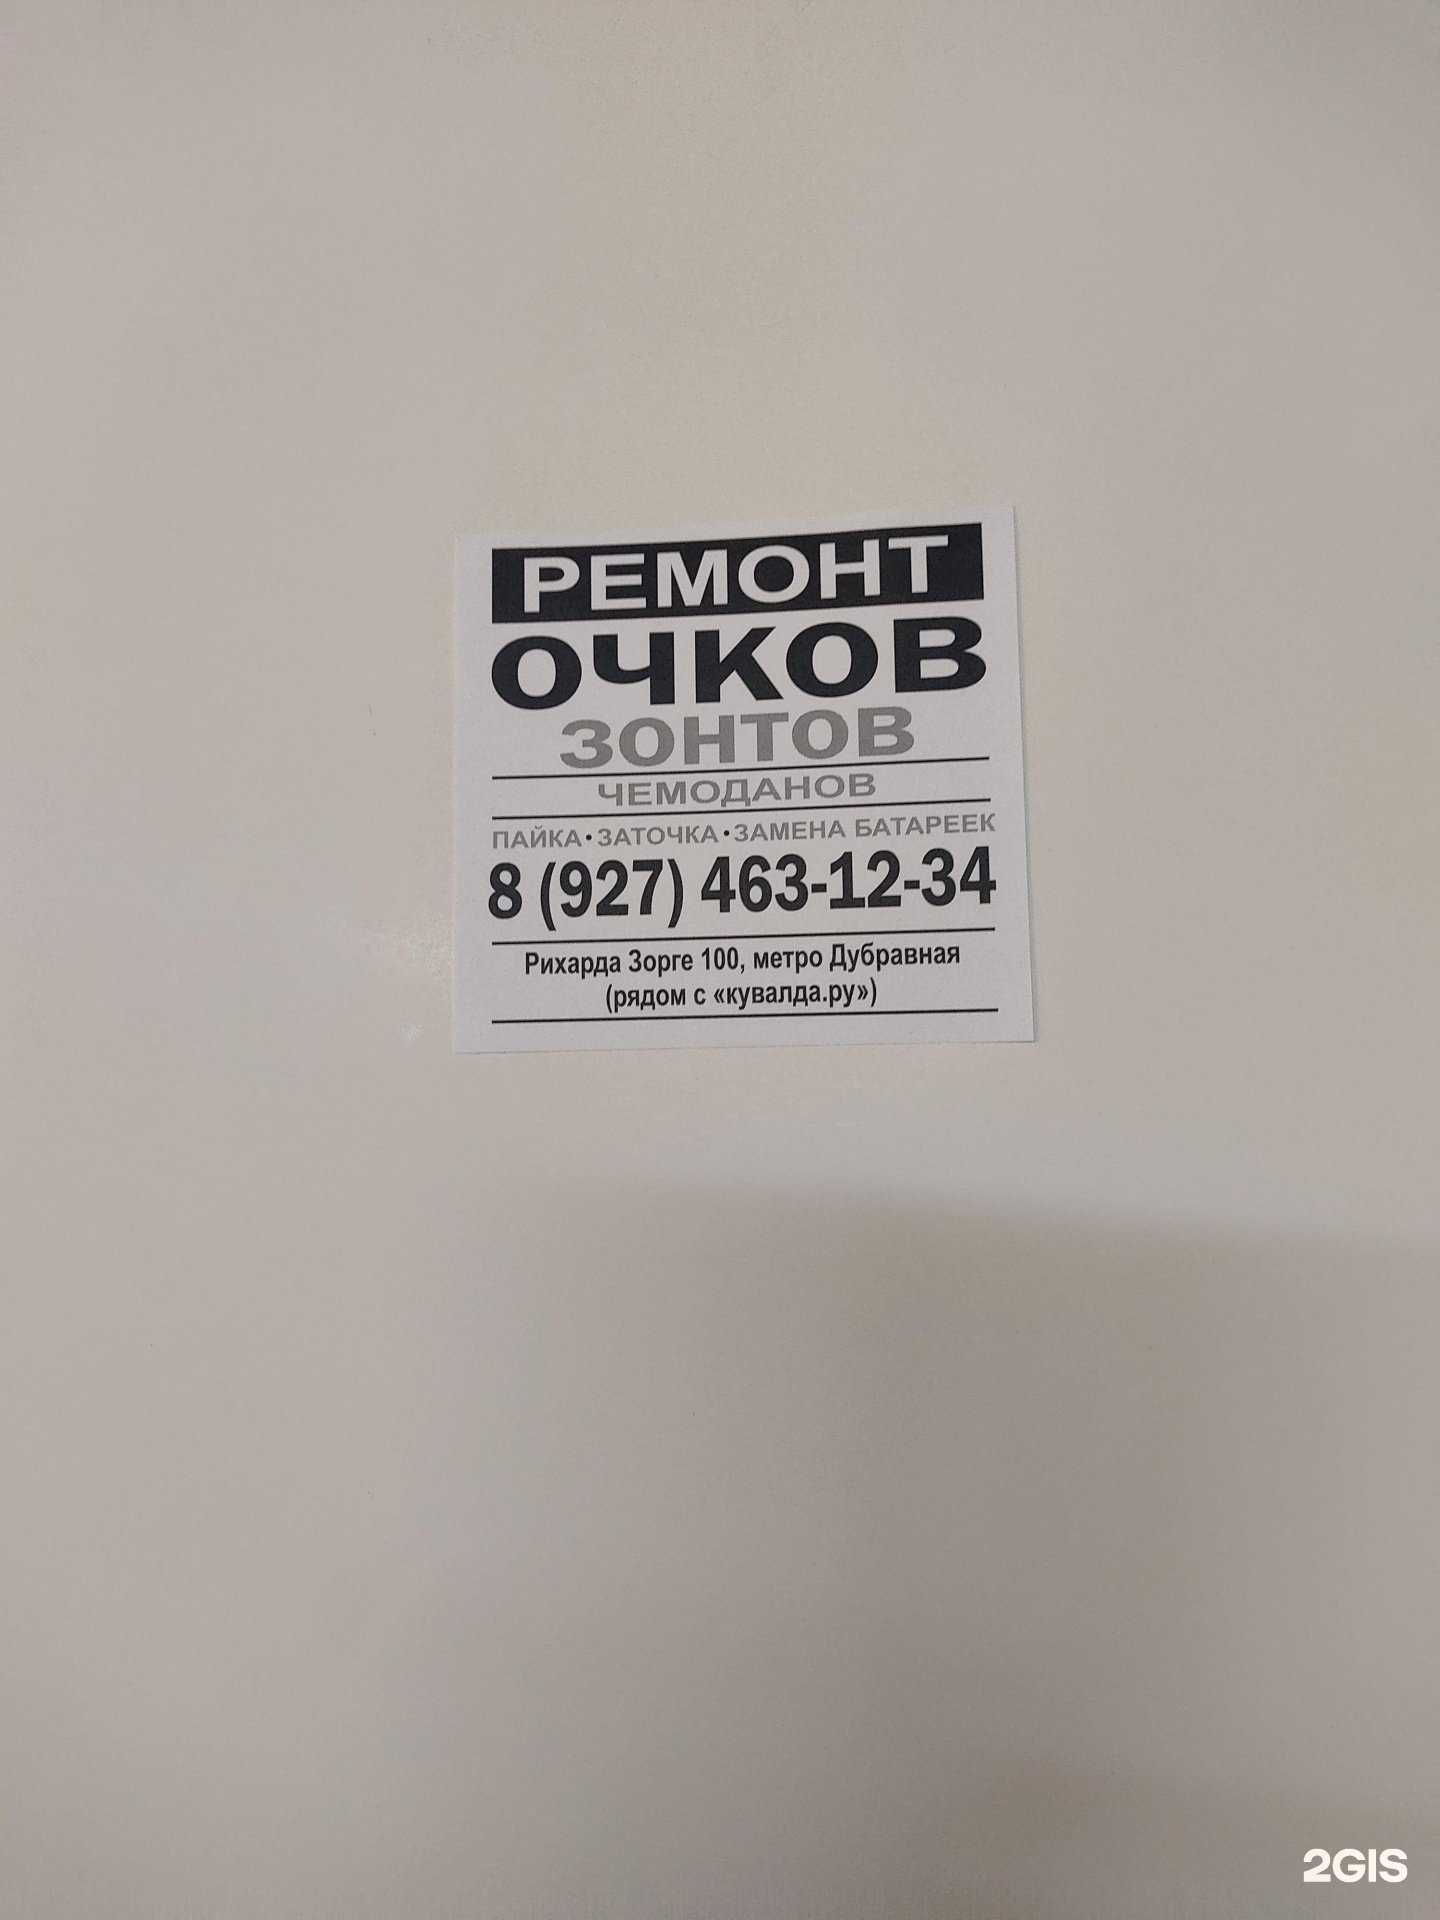 РЕМОНТ
ОЧКОВ
ЗОНТОВ
ЧЕМОДАНОВ
ПАЙКА•ЗАТОЧКА•ЗАМЕНА БАТАРЕЕК
8 (927) 463-12-34
Рихарда Зорге 100, метро Дубравная
(рядом с «кувалда.ру»)
2GIS